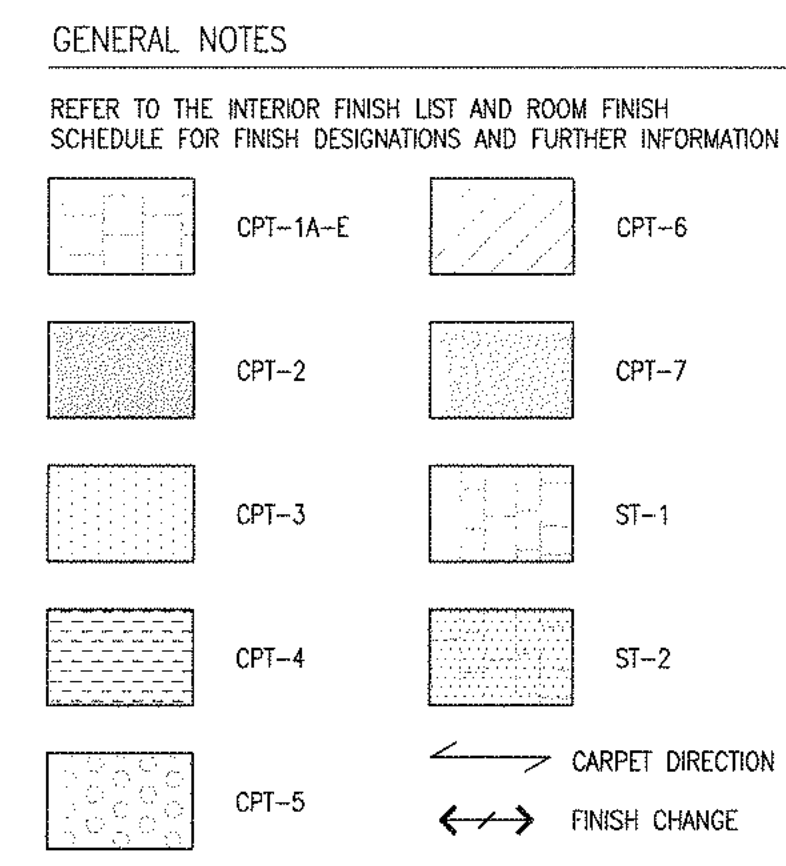 GENERAL NOTES
REFER TO THE INTERIOR FINISH LIST AND ROOM FINISH
SCHEDULE FOR FINISH DESIGNATIONS AND FURTHER INFORMATION
CPT-1A-E
CPT-2
CPT-3
CPT-4
CPT-5
CPT-6
CPT-7
ST-1
ST-2
CARPET DIRECTION
FINISH CHANGE